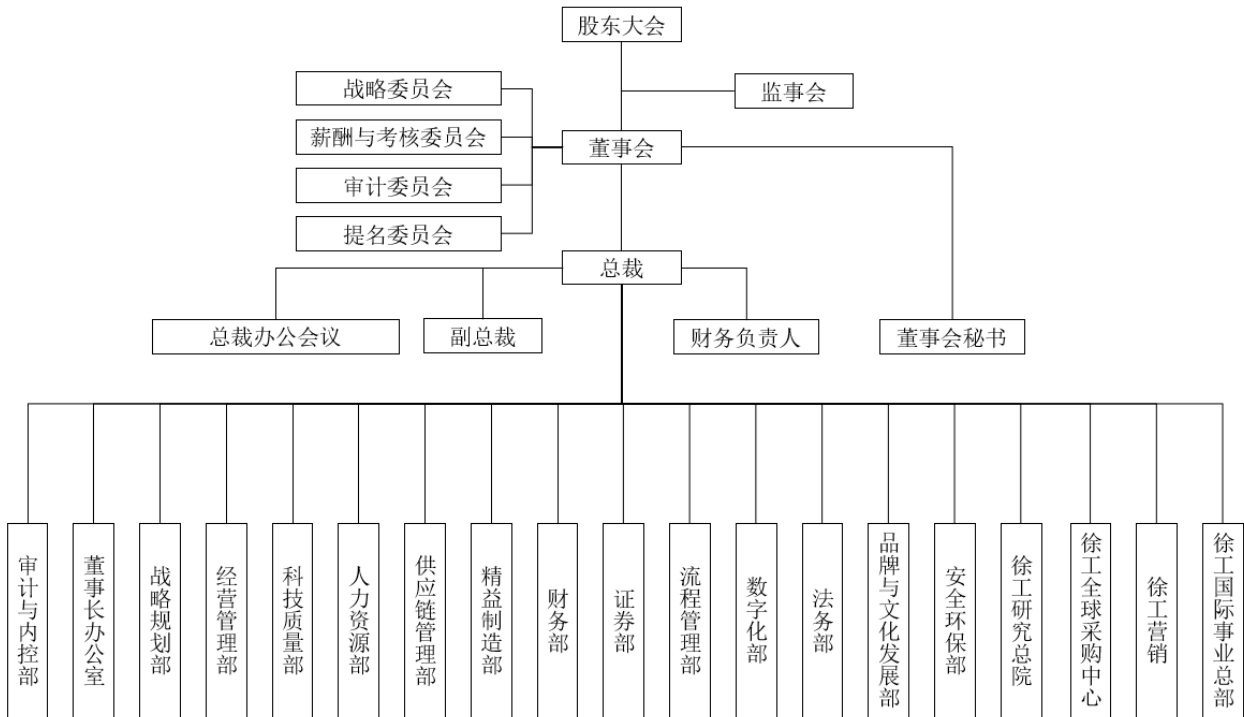 股东大会
战略委员会
监事会
薪酬与考核委员会
董事会
审计委员会
提名委员会
总裁
总裁办公会议
副总裁
财务负责人
董事会秘书
审计与内控部
董事长办公室
战略规划部
经营管理部
科技质量部
人力资源部
供应链管理部
精益制造部
财务部
证券部
流程管理部
数字化部
法务部
品牌与文化发展部
安全环保部
徐工研究总院
徐工全球采购中心
徐工营销
徐工国际事业总部